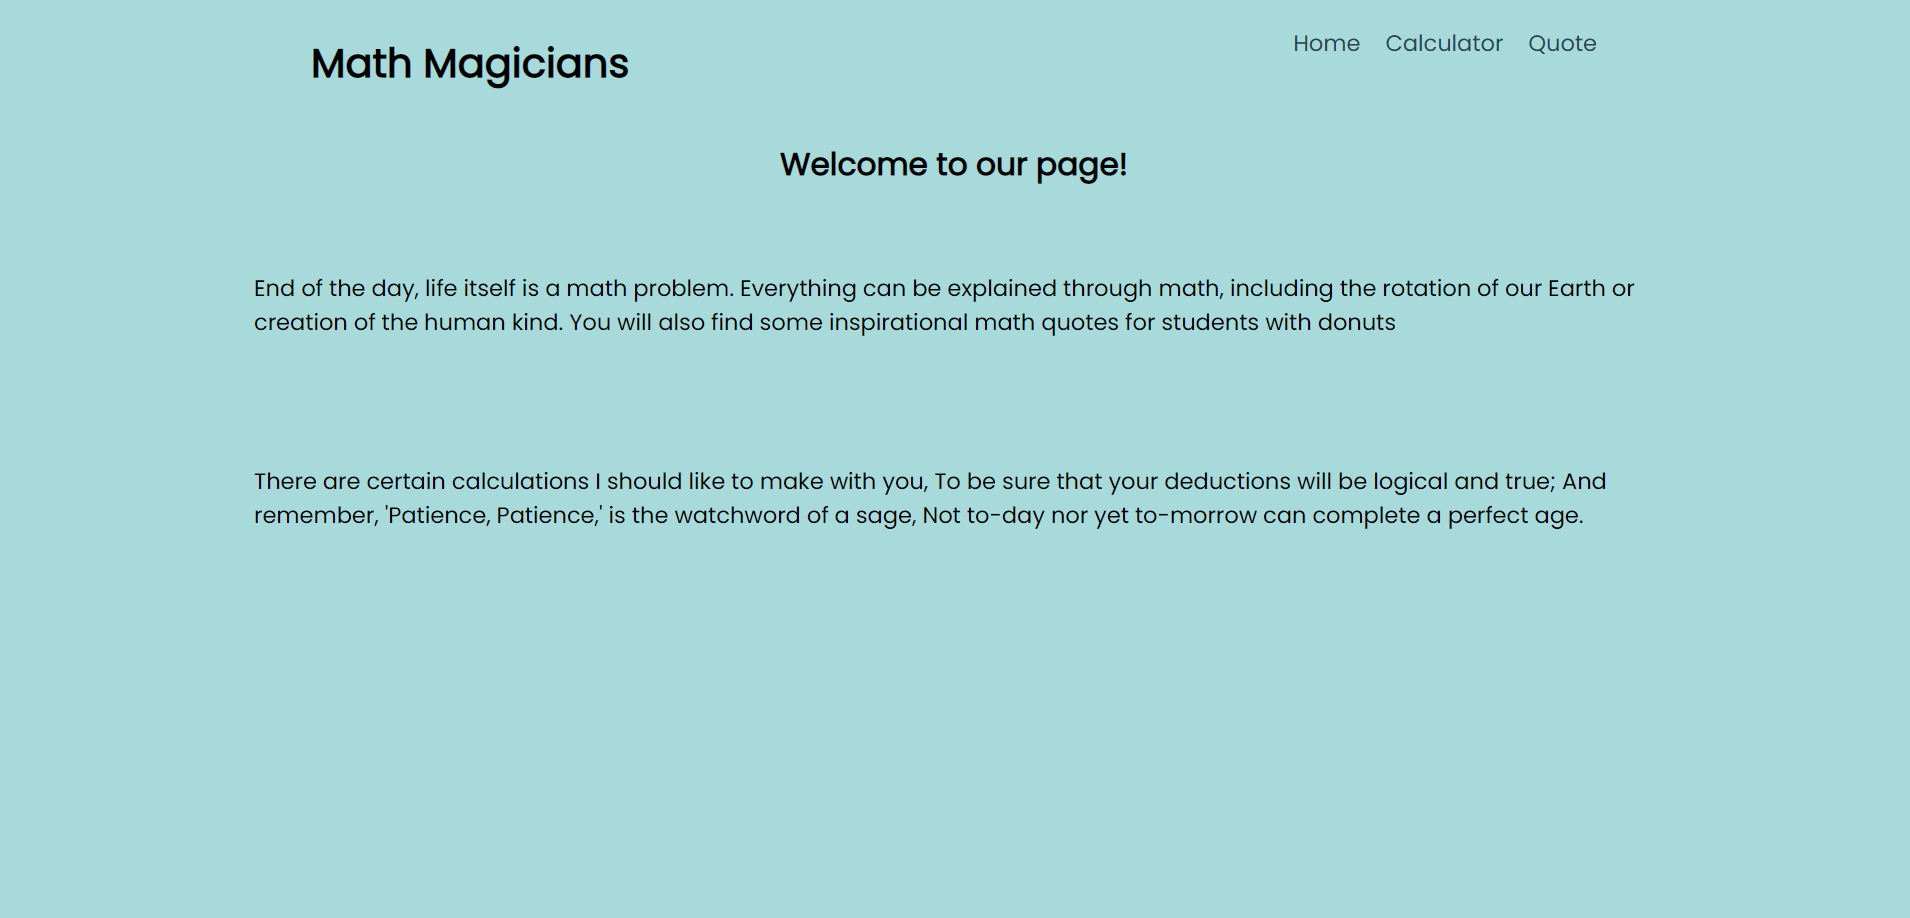 Math Magicians
Home Calculator Quote
Welcome to our page!
End of the day, life itself is a math problem. Everything can be explained through math, including the rotation of our Earth or
creation of the human kind. You will also find some inspirational math quotes for students with donuts
There are certain calculations I should like to make with you, To be sure that your deductions will be logical and true; And
remember, 'Patience, Patience,' is the watchword of a sage, Not to-day nor yet to-morrow can complete a perfect age.